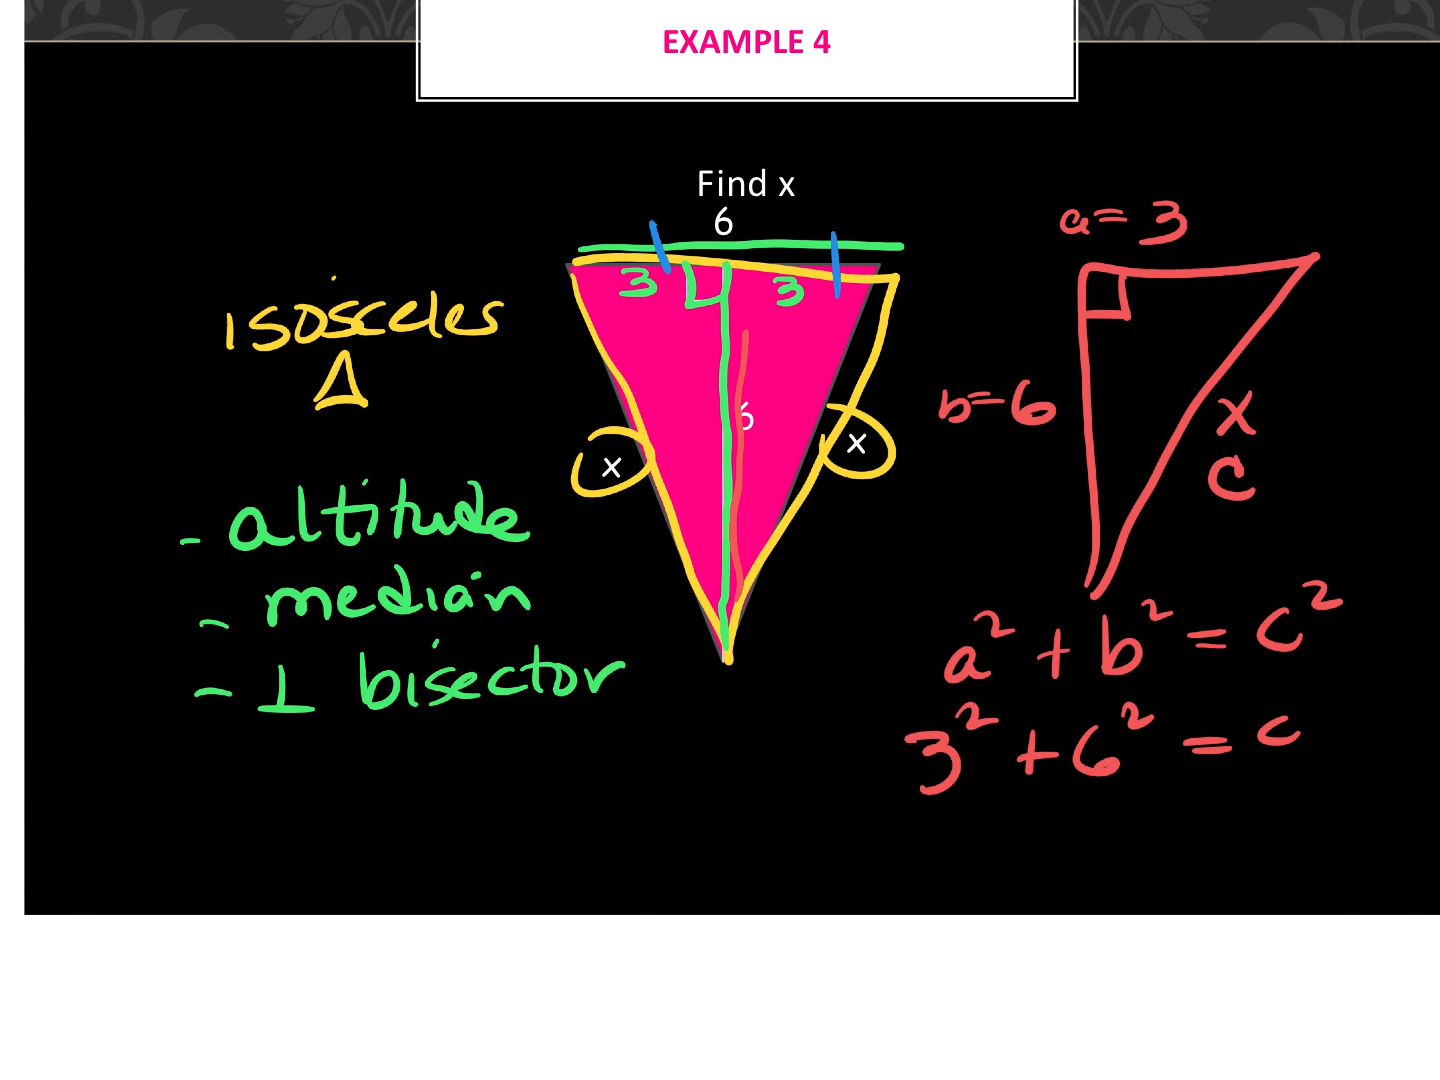 EXAMPLE 4
Find x
6
a = 3
3
3
isosceles
Δ
6
b=6
x
x
x
c
- altitude
- median
- ⊥ bisector
a² + b² = c²
3² + 6² = c